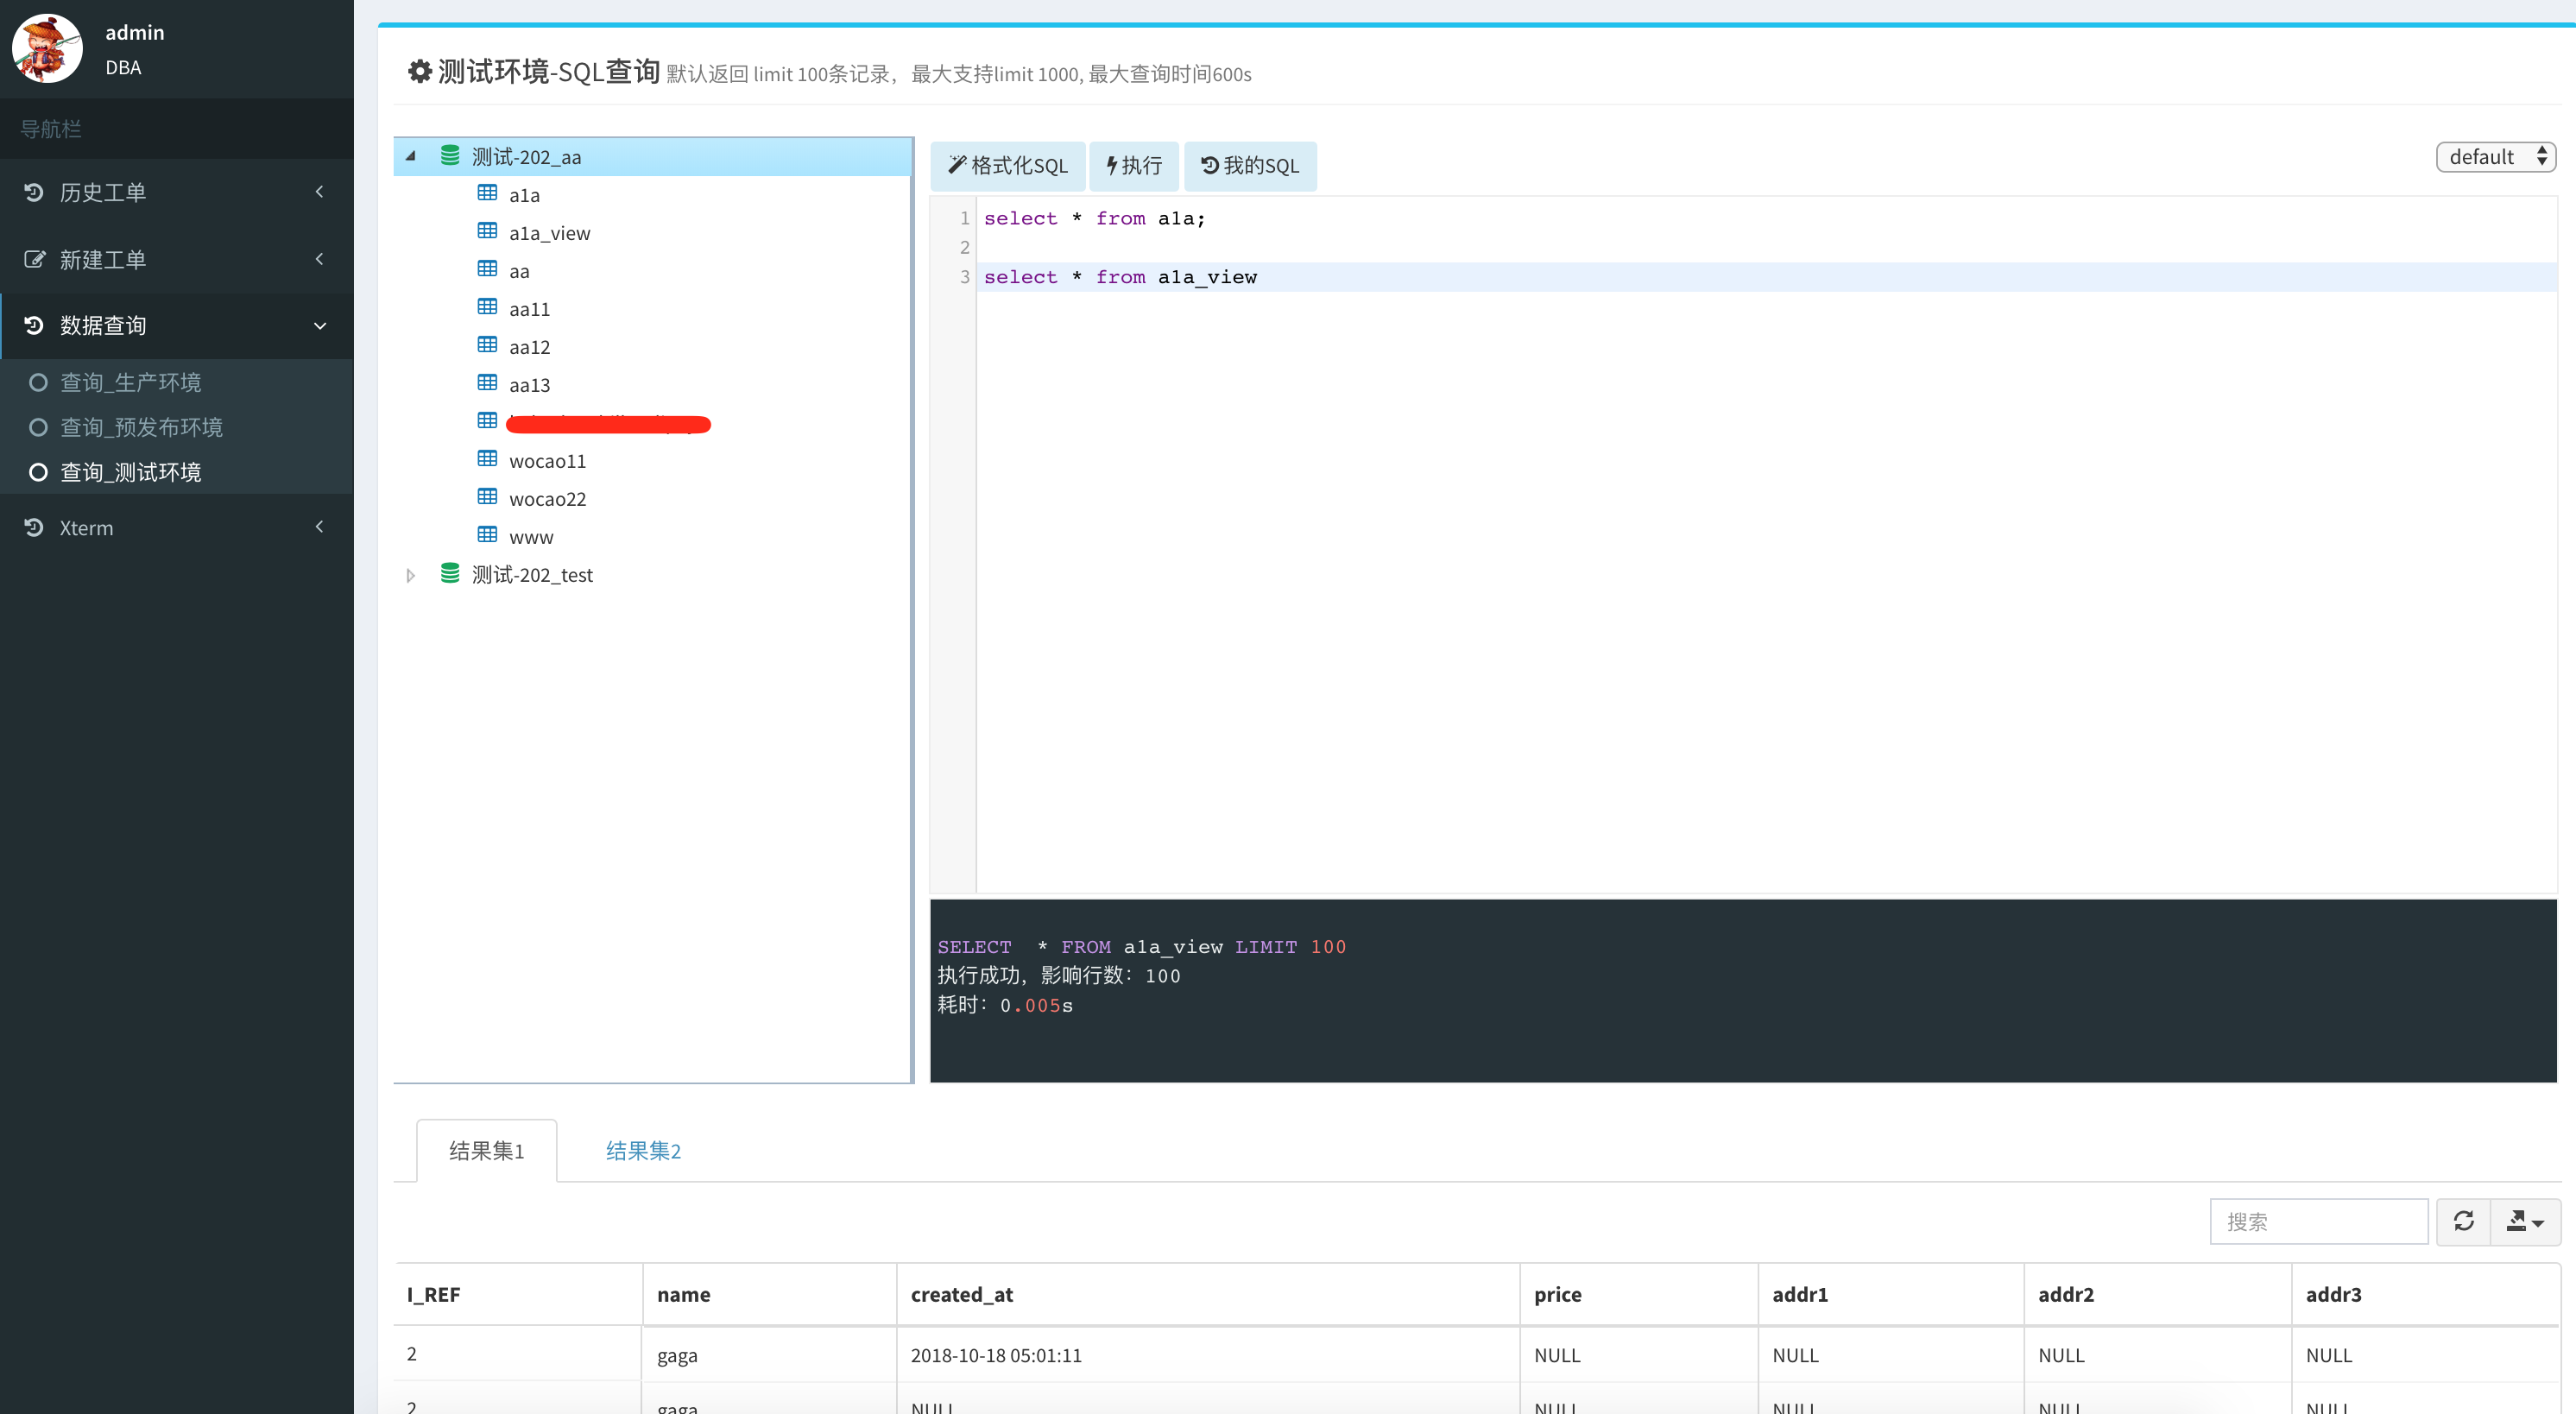 admin
DBA
导航栏
历史工单
新建工单
数据查询
查询_生产环境
查询_预发布环境
查询_测试环境
Xterm
测试环境-SQL查询 默认返回 limit 100条记录，最大支持limit 1000, 最大查询时间600s
测试-202_aa
a1a
a1a_view
aa
aa11
aa12
aa13
wocao11
wocao22
www
测试-202_test
格式化SQL 执行 我的SQL
default
1 select * from a1a;
2
3 select * from a1a_view
SELECT * FROM a1a_view LIMIT 100
执行成功，影响行数：100
耗时：0.005s
结果集1 结果集2
搜索
I_REF name created_at price addr1 addr2 addr3
2 gaga 2018-10-18 05:01:11 NULL NULL NULL NULL
2 gaga NULL NULL NULL NULL NULL